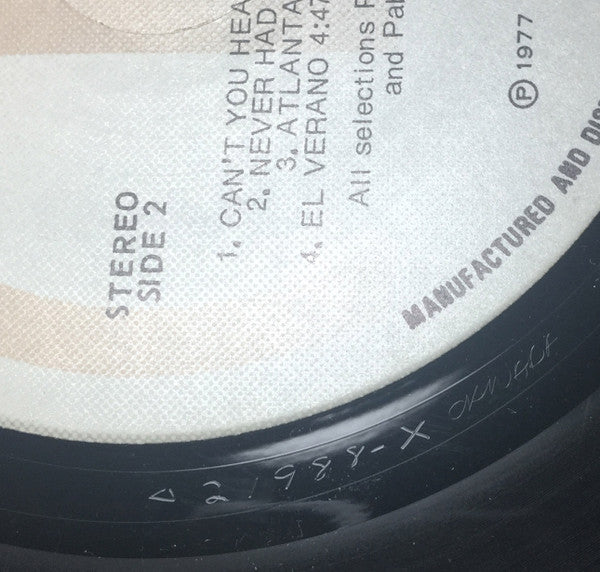 STEREO
SIDE 2
1. CAN'T YOU HEA
2. NEVER HAD
3. ATLANTA
4. EL VERANO 4:47
All selections
and Pal
℗ 1977
MANUFACTURED AND DIS